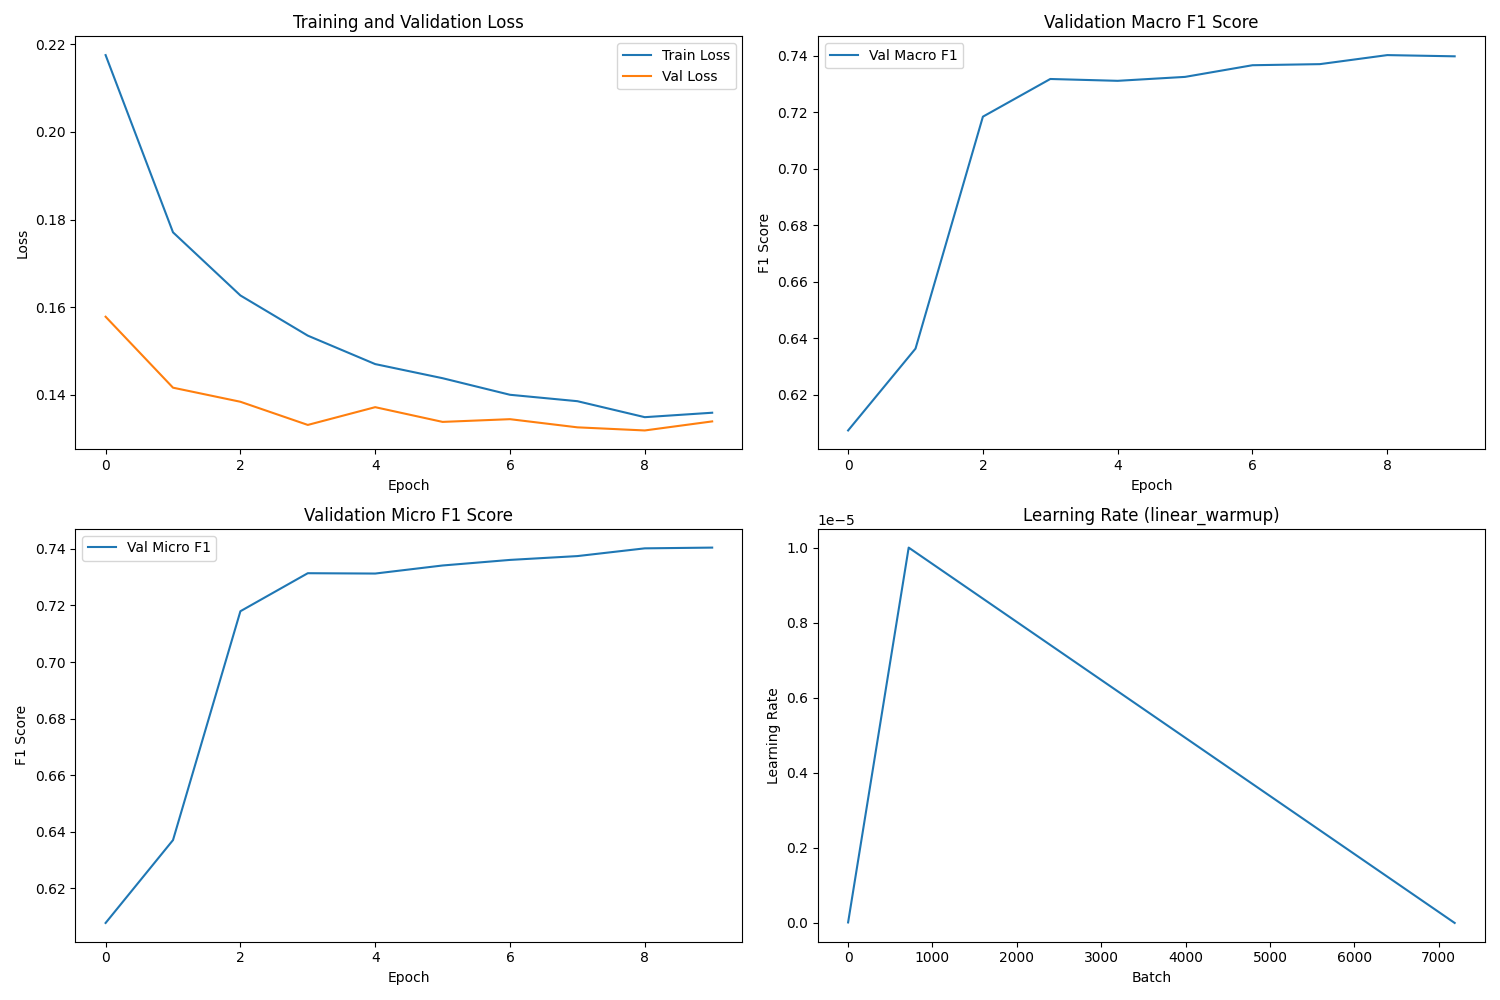 Training and Validation Loss
Train Loss
Val Loss
0.22
0.20
0.18
0.16
0.14
Loss
0 2 4 6 8
Epoch
Validation Macro F1 Score
Val Macro F1
0.74
0.72
0.70
0.68
0.66
0.64
0.62
F1 Score
0 2 4 6 8
Epoch
Validation Micro F1 Score
Val Micro F1
0.74
0.72
0.70
0.68
0.66
0.64
0.62
F1 Score
0 2 4 6 8
Epoch
Learning Rate (linear_warmup)
1e−5
1.0
0.8
0.6
0.4
0.2
0.0
Learning Rate
0 1000 2000 3000 4000 5000 6000 7000
Batch